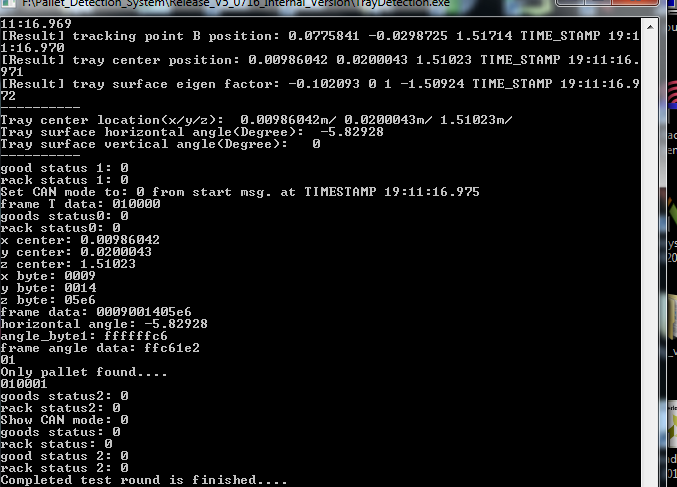 F:\Pallet_Detection_System\Release_V5_0716_Internal_Version\TrayDetection.exe
11:16.969
[Result] tracking point B position: 0.0775841 -0.0298725 1.51714 TIME_STAMP 19:1
1:16.970
[Result] tray center position: 0.00986042 0.0200043 1.51023 TIME_STAMP 19:11:16.
971
[Result] tray surface eigen factor: -0.102093 0 1 -1.50924 TIME_STAMP 19:11:16.9
72
----------
Tray center location(x/y/z):  0.00986042m/ 0.0200043m/ 1.51023m/
Tray surface horizontal angle(Degree):  -5.82928
Tray surface vertical angle(Degree):   0
----------
good status 1: 0
rack status 1: 0
Set CAN mode to: 0 from start msg. at TIMESTAMP 19:11:16.975
frame T data: 010000
goods status0: 0
rack status0: 0
x center: 0.00986042
y center: 0.0200043
z center: 1.51023
x byte: 0009
y byte: 0014
z byte: 05e6
frame data: 0009001405e6
horizontal angle: -5.82928
angle_byte1: ffffffc6
frame angle data: ffc61e2
01
Only pallet found....
010001
goods status2: 0
rack status2: 0
Show CAN mode: 0
goods status: 0
rack status: 0
good status 2: 0
rack status 2: 0
Completed test round is finished....